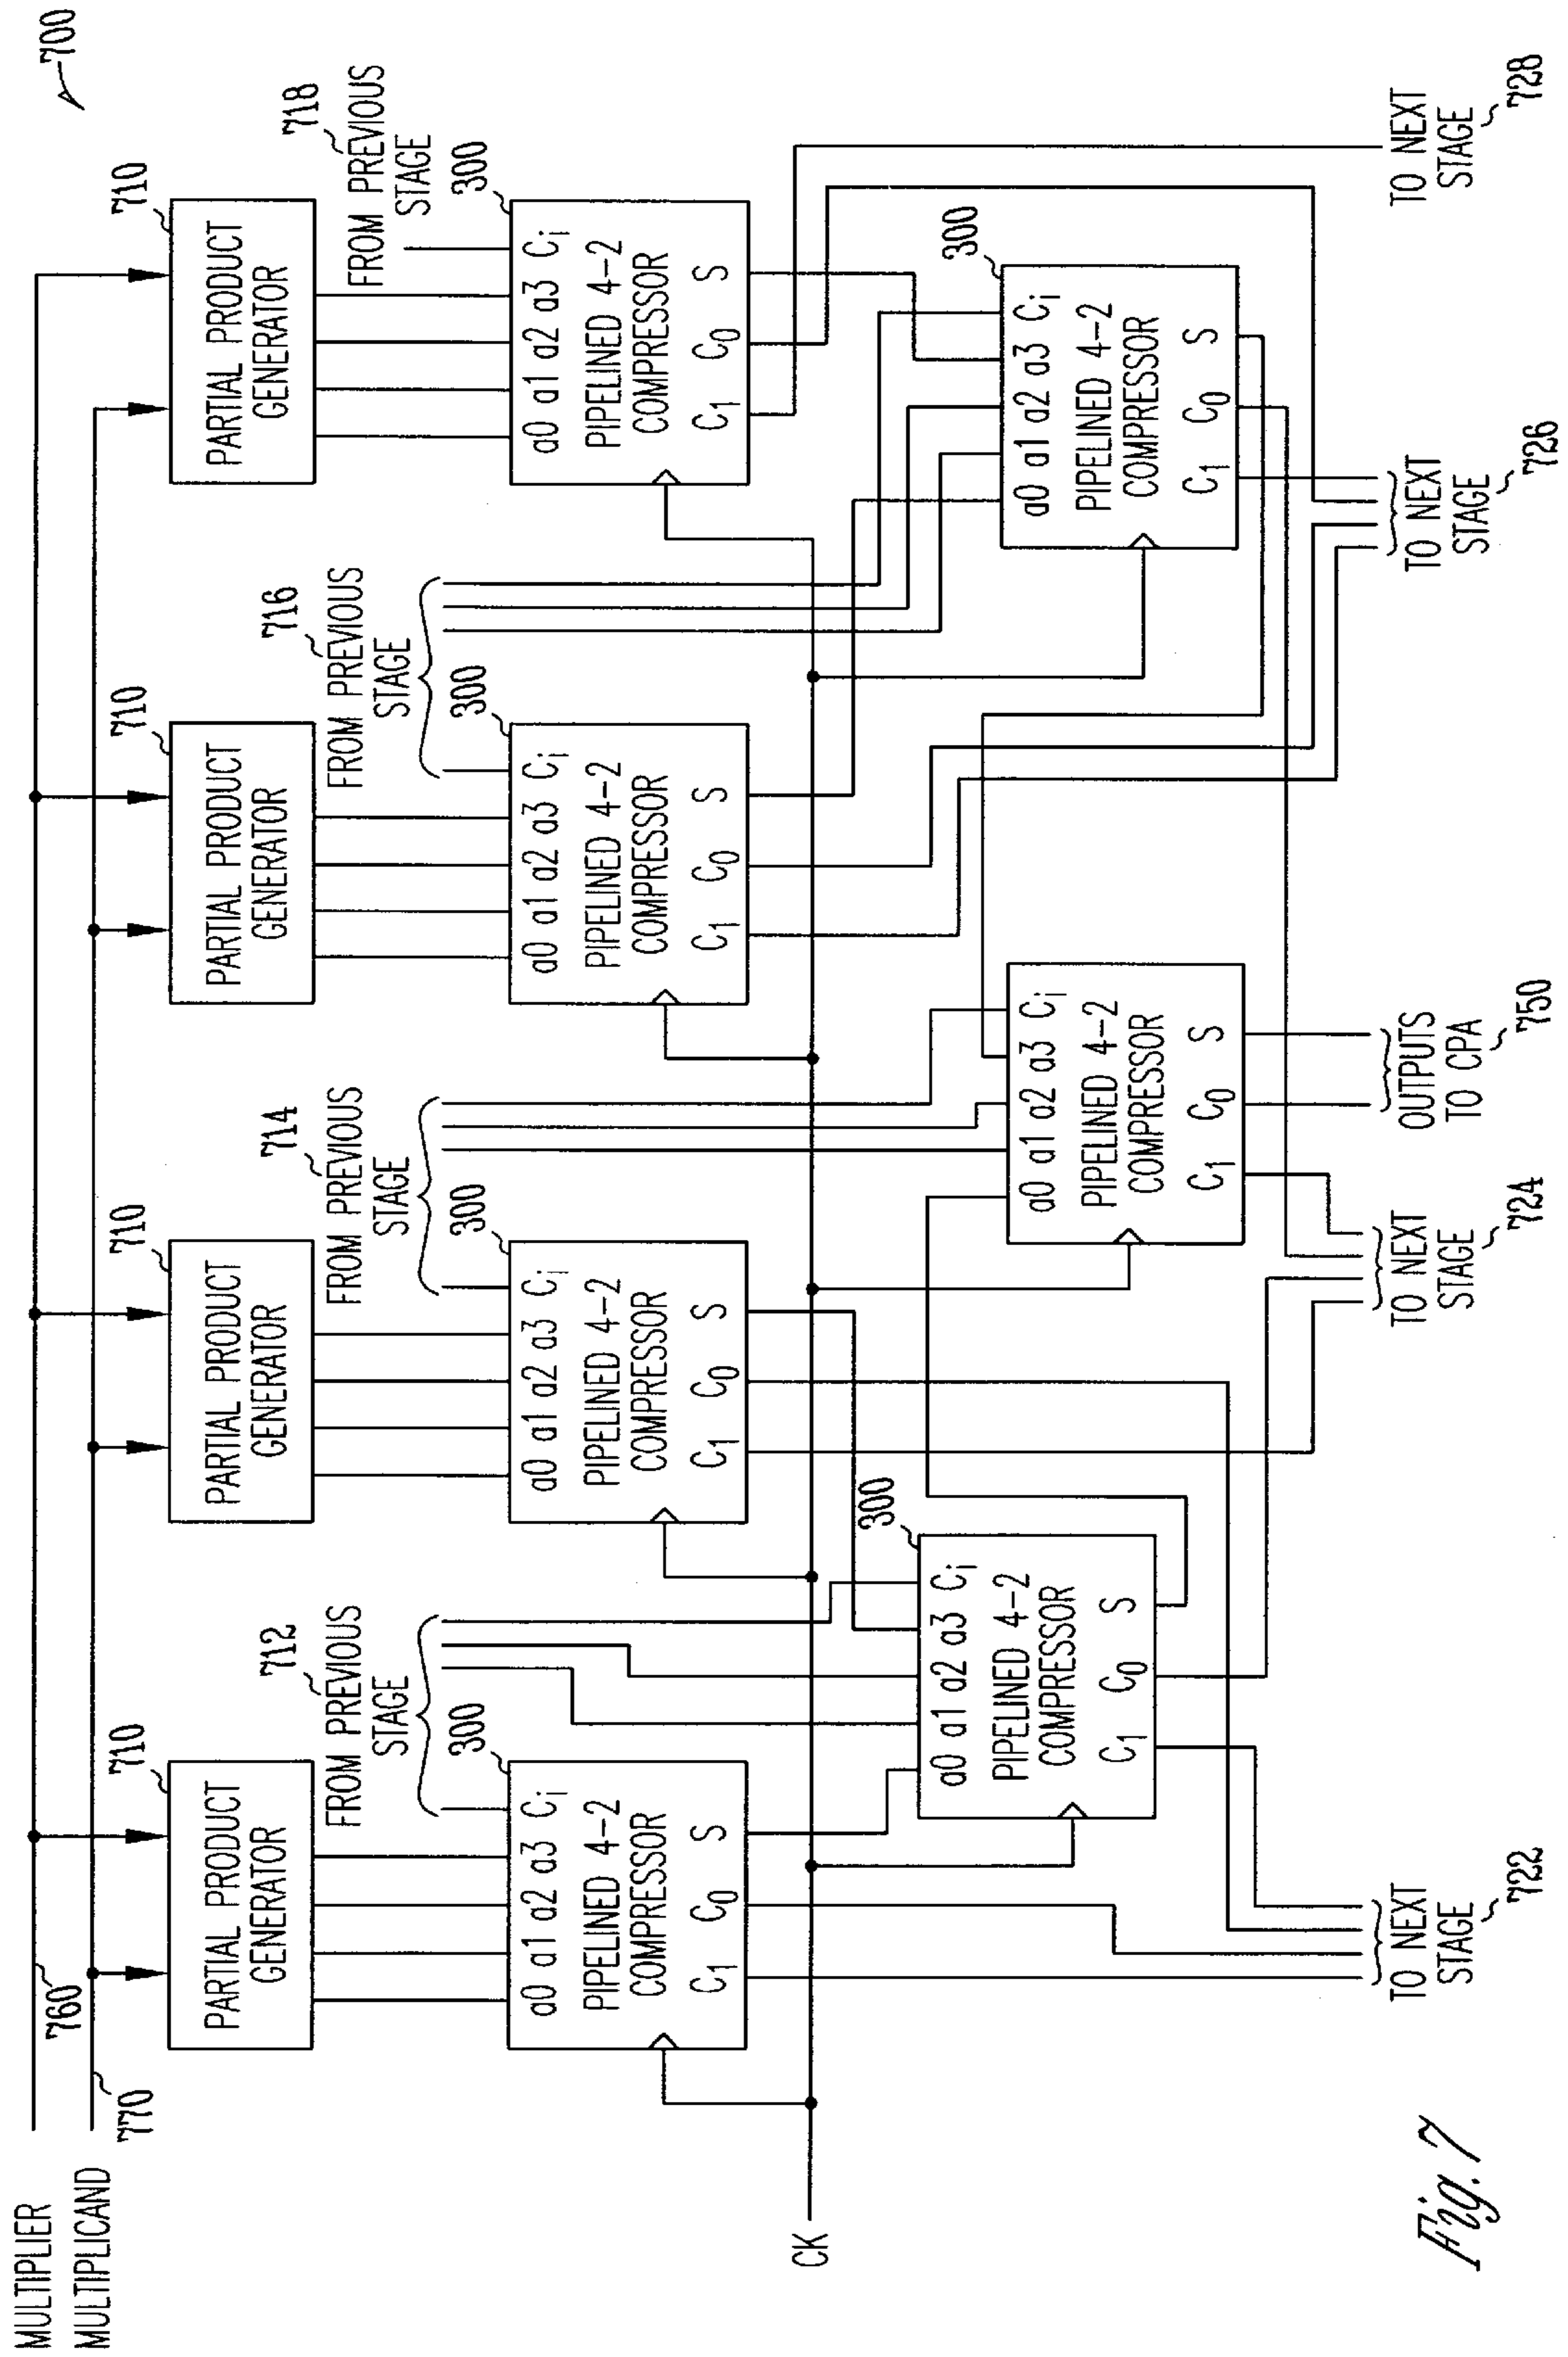 700
MULTIPLIER
760
MULTIPLICAND
770
710
PARTIAL PRODUCT
GENERATOR
710
PARTIAL PRODUCT
GENERATOR
710
PARTIAL PRODUCT
GENERATOR
710
PARTIAL PRODUCT
GENERATOR
712
FROM PREVIOUS
STAGE
714
FROM PREVIOUS
STAGE
716
FROM PREVIOUS
STAGE
718
FROM PREVIOUS
STAGE
300
a0 a1 a2 a3 Ci
PIPELINED 4-2
COMPRESSOR
C1 C0 S
300
a0 a1 a2 a3 Ci
PIPELINED 4-2
COMPRESSOR
C1 C0 S
300
a0 a1 a2 a3 Ci
PIPELINED 4-2
COMPRESSOR
C1 C0 S
300
a0 a1 a2 a3 Ci
PIPELINED 4-2
COMPRESSOR
C1 C0 S
CK
300
a0 a1 a2 a3 Ci
PIPELINED 4-2
COMPRESSOR
C1 C0 S
a0 a1 a2 a3 Ci
PIPELINED 4-2
COMPRESSOR
C1 C0 S
300
a0 a1 a2 a3 Ci
PIPELINED 4-2
COMPRESSOR
C1 C0 S
TO NEXT
STAGE
722
TO NEXT
STAGE
724
OUTPUTS
TO CPA
750
TO NEXT
STAGE
726
TO NEXT
STAGE
728
Fig. 7